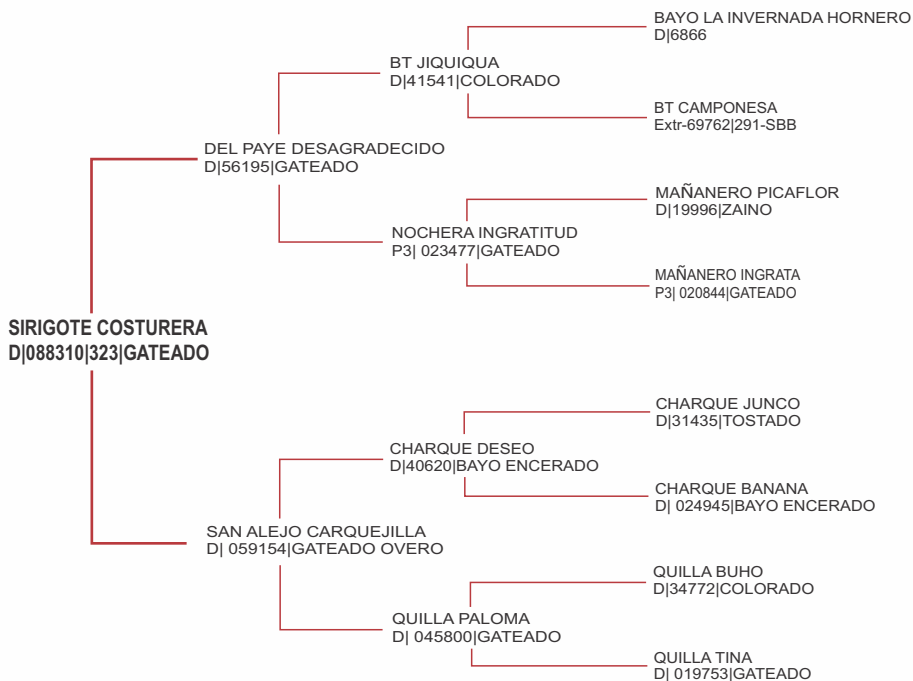 BAYO LA INVERNADA HORNERO
D|6866
BT JIQUIQUA
D|41541|COLORADO
BT CAMPONESA
Extr-69762|291-SBB
DEL PAYE DESAGRADECIDO
D|56195|GATEADO
MAÑANERO PICAFLOR
D|19996|ZAINO
NOCHERA INGRATITUD
P3| 023477|GATEADO
MAÑANERO INGRATA
P3| 020844|GATEADO
SIRIGOTE COSTURERA
D|088310|323|GATEADO
CHARQUE JUNCO
D|31435|TOSTADO
CHARQUE DESEO
D|40620|BAYO ENCERADO
CHARQUE BANANA
D| 024945|BAYO ENCERADO
SAN ALEJO CARQUEJILLA
D| 059154|GATEADO OVERO
QUILLA BUHO
D|34772|COLORADO
QUILLA PALOMA
D| 045800|GATEADO
QUILLA TINA
D| 019753|GATEADO